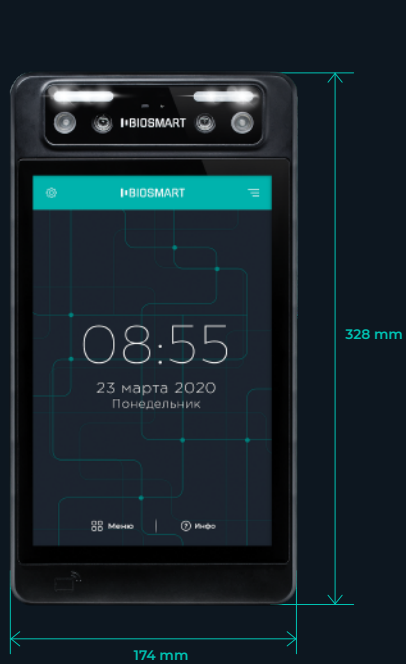 BIOSMART
BIOSMART
08:55
23 марта 2020
Понедельник
Меню
? Инфо
328 mm
174 mm